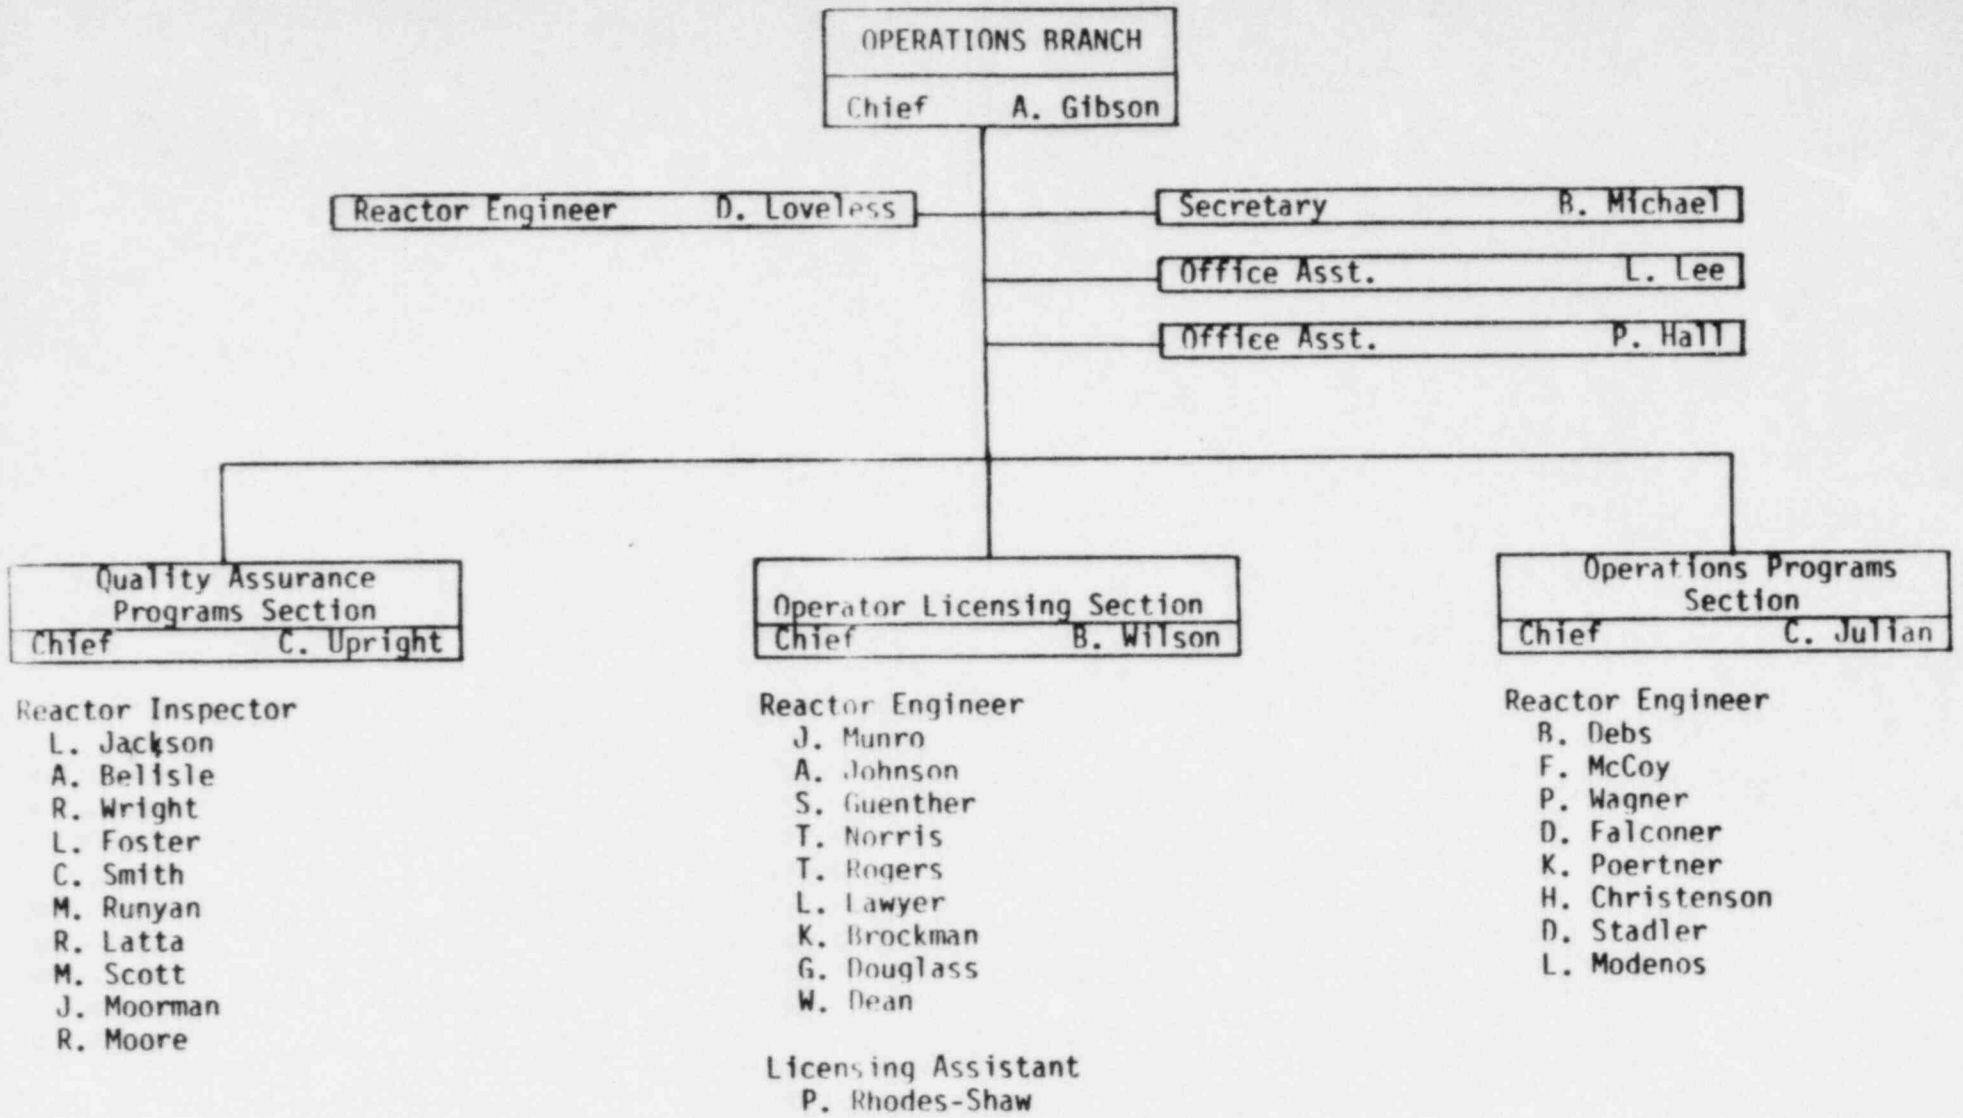 OPERATIONS BRANCH
Chief A. Gibson
Reactor Engineer D. Loveless
Secretary B. Michael
Office Asst. L. Lee
Office Asst. P. Hall
Quality Assurance
Programs Section
Chief C. Upright
Reactor Inspector
L. Jackson
A. Belisle
R. Wright
L. Foster
C. Smith
M. Runyan
R. Latta
M. Scott
J. Moorman
R. Moore
Operator Licensing Section
Chief B. Wilson
Reactor Engineer
J. Munro
A. Johnson
S. Guenther
T. Norris
T. Rogers
L. Lawyer
K. Brockman
G. Douglass
W. Dean
Licensing Assistant
P. Rhodes-Shaw
Operations Programs
Section
Chief C. Julian
Reactor Engineer
B. Debs
F. McCoy
P. Wagner
D. Falconer
K. Poertner
H. Christenson
D. Stadler
L. Modenos